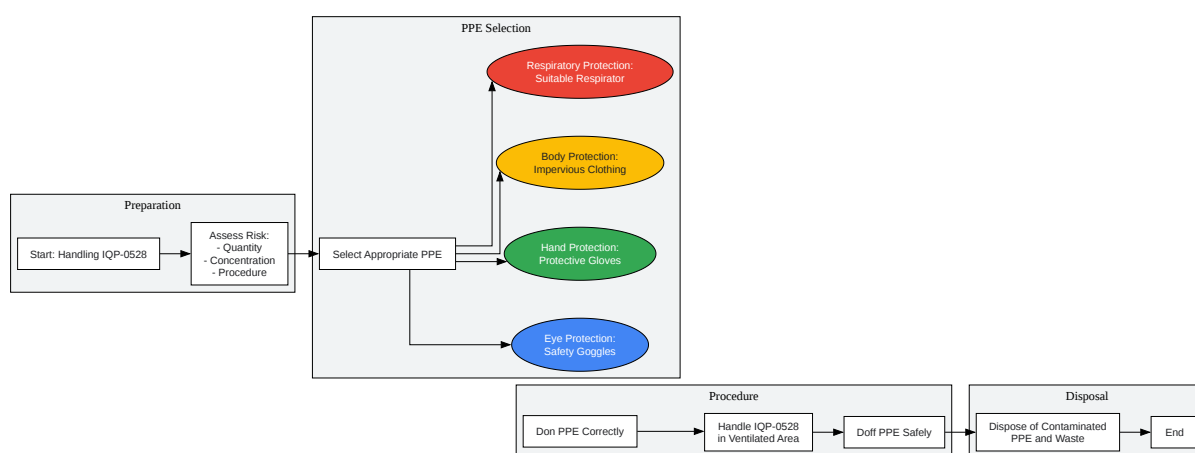 PPE Selection
Respiratory Protection:
Suitable Respirator
Body Protection:
Impervious Clothing
Preparation
Start: Handling IQP-0528
Assess Risk:
- Quantity
- Concentration
- Procedure
Select Appropriate PPE
Hand Protection:
Protective Gloves
Eye Protection:
Safety Goggles
Procedure
Don PPE Correctly
Handle IQP-0528
in Ventilated Area
Doff PPE Safely
Disposal
Dispose of Contaminated
PPE and Waste
End